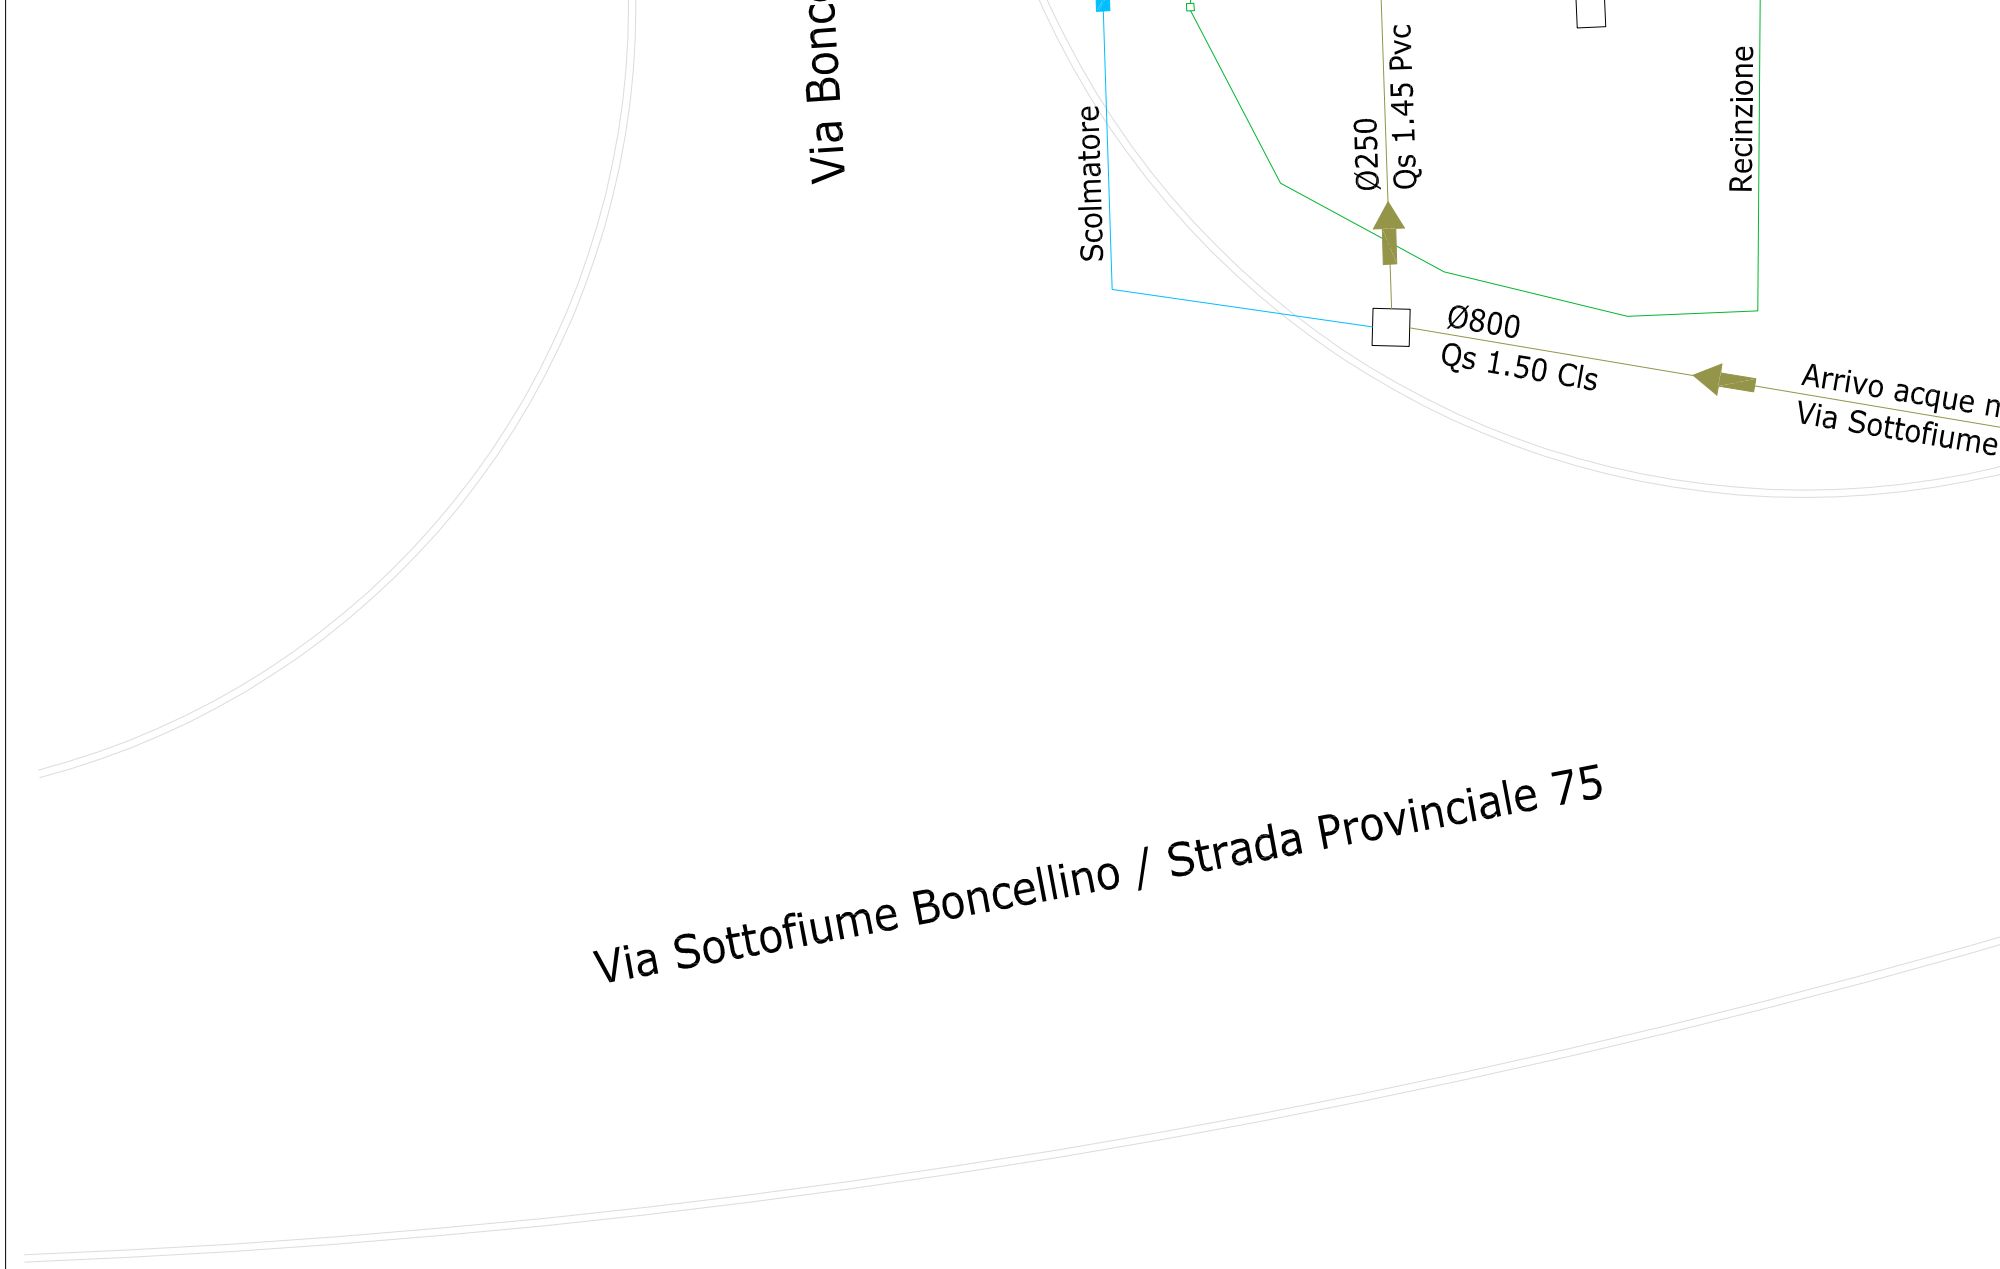 Via
Scolmatore
Ø250
Qs 1.45 Pvc
Recinzione
Ø800
Qs 1.50 Cls
Arrivo acque
Via Sottofiume
Via Sottofiume Boncellino / Strada Provinciale 75